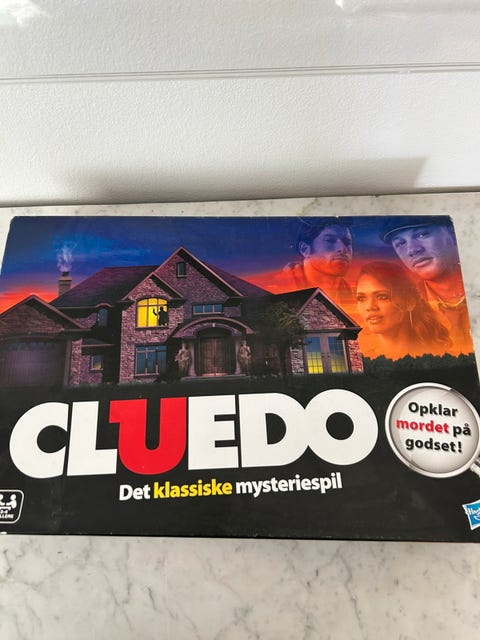 CLUEDO
Det klassiske mysteriespil
Opklar
mordet på
godset!